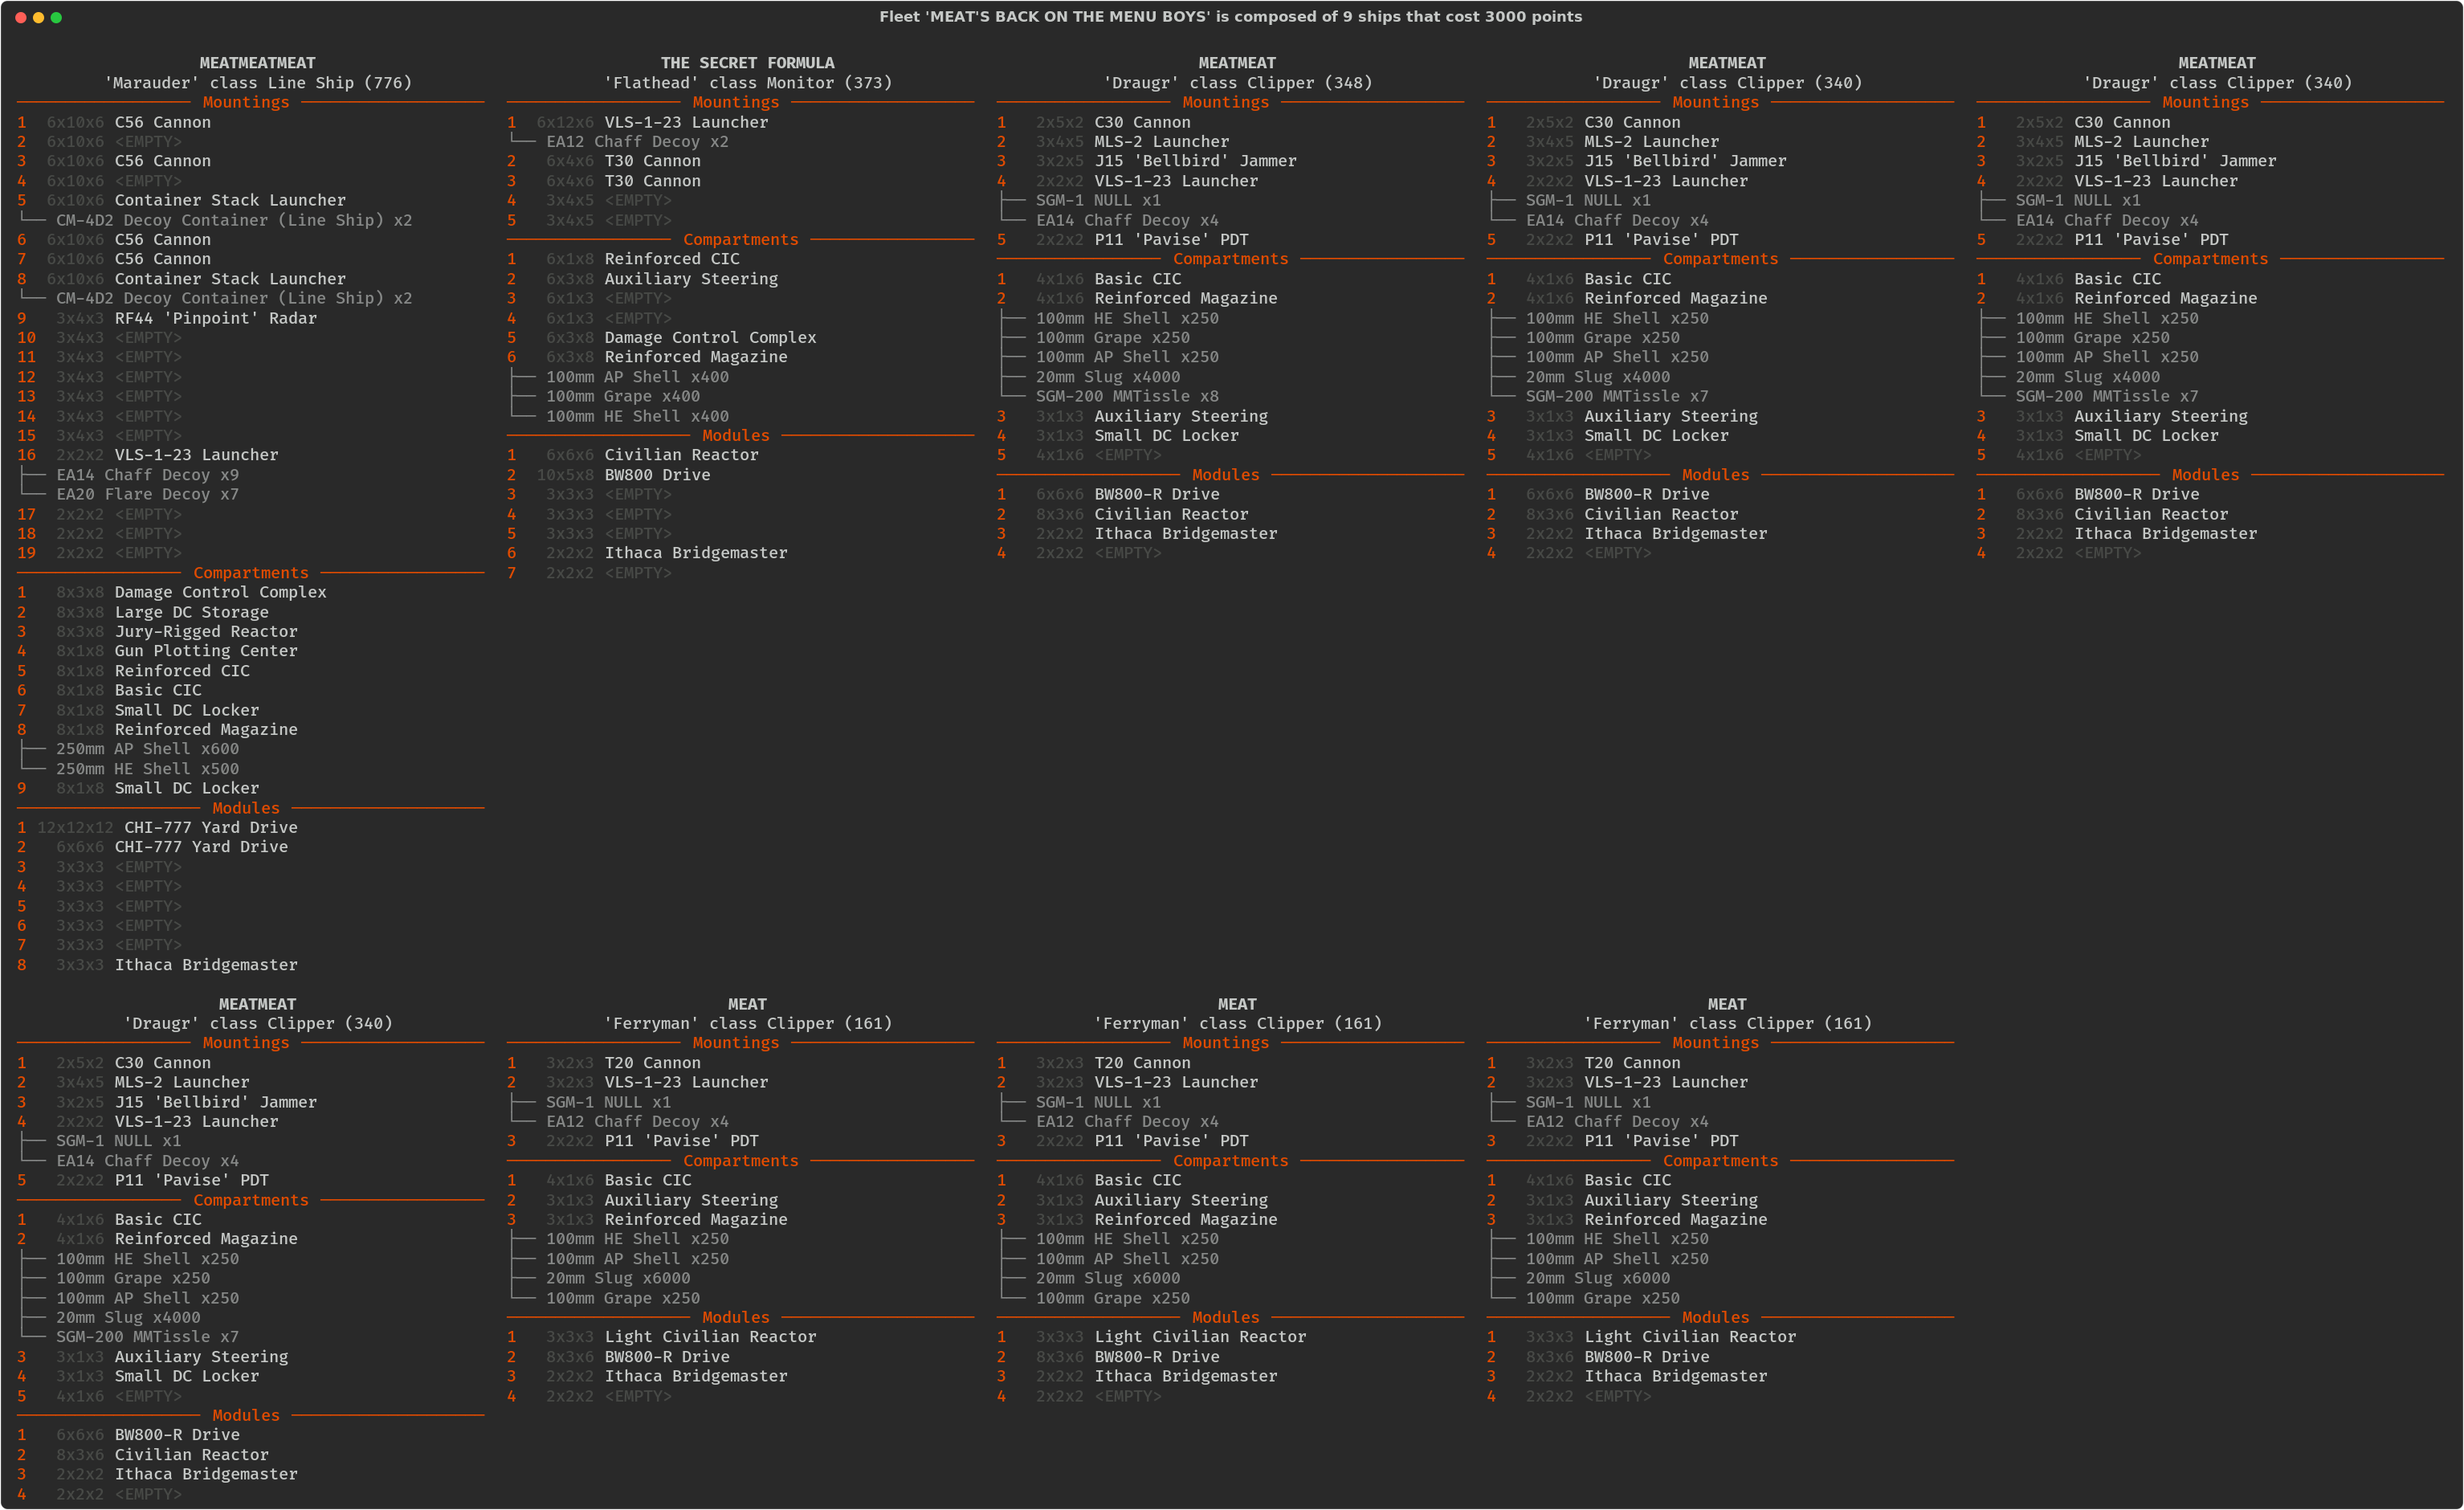 Fleet 'MEAT'S BACK ON THE MENU BOYS' is composed of 9 ships that cost 3000 points
MEATMEATMEAT
'Marauder' class Line Ship (776)
Mountings
1 6x10x6 C56 Cannon
2 6x10x6 <EMPTY>
3 6x10x6 C56 Cannon
4 6x10x6 <EMPTY>
5 6x10x6 Container Stack Launcher
CM-4D2 Decoy Container (Line Ship) x2
6 6x10x6 C56 Cannon
7 6x10x6 C56 Cannon
8 6x10x6 Container Stack Launcher
CM-4D2 Decoy Container (Line Ship) x2
9 3x4x3 RF44 'Pinpoint' Radar
10 3x4x3 <EMPTY>
11 3x4x3 <EMPTY>
12 3x4x3 <EMPTY>
13 3x4x3 <EMPTY>
14 3x4x3 <EMPTY>
15 3x4x3 <EMPTY>
16 2x2x2 VLS-1-23 Launcher
EA14 Chaff Decoy x9
EA20 Flare Decoy x7
17 2x2x2 <EMPTY>
18 2x2x2 <EMPTY>
19 2x2x2 <EMPTY>
Compartments
1 8x3x8 Damage Control Complex
2 8x3x8 Large DC Storage
3 8x3x8 Jury-Rigged Reactor
4 8x1x8 Gun Plotting Center
5 8x1x8 Reinforced CIC
6 8x1x8 Basic CIC
7 8x1x8 Small DC Locker
8 8x1x8 Reinforced Magazine
250mm AP Shell x600
250mm HE Shell x500
9 8x1x8 Small DC Locker
Modules
1 12x12x12 CHI-777 Yard Drive
2 6x6x6 CHI-777 Yard Drive
3 3x3x3 <EMPTY>
4 3x3x3 <EMPTY>
5 3x3x3 <EMPTY>
6 3x3x3 <EMPTY>
7 3x3x3 <EMPTY>
8 3x3x3 Ithaca Bridgemaster
THE SECRET FORMULA
'Flathead' class Monitor (373)
Mountings
1 6x12x6 VLS-1-23 Launcher
EA12 Chaff Decoy x2
2 6x4x6 T30 Cannon
3 6x4x6 T30 Cannon
4 3x4x5 <EMPTY>
5 3x4x5 <EMPTY>
Compartments
1 6x1x8 Reinforced CIC
2 6x3x8 Auxiliary Steering
3 6x1x3 <EMPTY>
4 6x1x3 <EMPTY>
5 6x3x8 Damage Control Complex
6 6x3x8 Reinforced Magazine
100mm AP Shell x400
100mm Grape x400
100mm HE Shell x400
Modules
1 6x6x6 Civilian Reactor
2 10x5x8 BW800 Drive
3 3x3x3 <EMPTY>
4 3x3x3 <EMPTY>
5 3x3x3 <EMPTY>
6 2x2x2 Ithaca Bridgemaster
7 2x2x2 <EMPTY>
MEATMEAT
'Draugr' class Clipper (348)
Mountings
1 2x5x2 C30 Cannon
2 3x4x5 MLS-2 Launcher
3 3x2x5 J15 'Bellbird' Jammer
4 2x2x2 VLS-1-23 Launcher
SGM-1 NULL x1
EA14 Chaff Decoy x4
5 2x2x2 P11 'Pavise' PDT
Compartments
1 4x1x6 Basic CIC
2 4x1x6 Reinforced Magazine
100mm HE Shell x250
100mm Grape x250
100mm AP Shell x250
20mm Slug x4000
SGM-200 MMTissle x8
3 3x1x3 Auxiliary Steering
4 3x1x3 Small DC Locker
5 4x1x6 <EMPTY>
Modules
1 6x6x6 BW800-R Drive
2 8x3x6 Civilian Reactor
3 2x2x2 Ithaca Bridgemaster
4 2x2x2 <EMPTY>
MEATMEAT
'Draugr' class Clipper (340)
Mountings
1 2x5x2 C30 Cannon
2 3x4x5 MLS-2 Launcher
3 3x2x5 J15 'Bellbird' Jammer
4 2x2x2 VLS-1-23 Launcher
SGM-1 NULL x1
EA14 Chaff Decoy x4
5 2x2x2 P11 'Pavise' PDT
Compartments
1 4x1x6 Basic CIC
2 4x1x6 Reinforced Magazine
100mm HE Shell x250
100mm Grape x250
100mm AP Shell x250
20mm Slug x4000
SGM-200 MMTissle x7
3 3x1x3 Auxiliary Steering
4 3x1x3 Small DC Locker
5 4x1x6 <EMPTY>
Modules
1 6x6x6 BW800-R Drive
2 8x3x6 Civilian Reactor
3 2x2x2 Ithaca Bridgemaster
4 2x2x2 <EMPTY>
MEATMEAT
'Draugr' class Clipper (340)
Mountings
1 2x5x2 C30 Cannon
2 3x4x5 MLS-2 Launcher
3 3x2x5 J15 'Bellbird' Jammer
4 2x2x2 VLS-1-23 Launcher
SGM-1 NULL x1
EA14 Chaff Decoy x4
5 2x2x2 P11 'Pavise' PDT
Compartments
1 4x1x6 Basic CIC
2 4x1x6 Reinforced Magazine
100mm HE Shell x250
100mm Grape x250
100mm AP Shell x250
20mm Slug x4000
SGM-200 MMTissle x7
3 3x1x3 Auxiliary Steering
4 3x1x3 Small DC Locker
5 4x1x6 <EMPTY>
Modules
1 6x6x6 BW800-R Drive
2 8x3x6 Civilian Reactor
3 2x2x2 Ithaca Bridgemaster
4 2x2x2 <EMPTY>
MEATMEAT
'Draugr' class Clipper (340)
Mountings
1 2x5x2 C30 Cannon
2 3x4x5 MLS-2 Launcher
3 3x2x5 J15 'Bellbird' Jammer
4 2x2x2 VLS-1-23 Launcher
SGM-1 NULL x1
EA14 Chaff Decoy x4
5 2x2x2 P11 'Pavise' PDT
Compartments
1 4x1x6 Basic CIC
2 4x1x6 Reinforced Magazine
100mm HE Shell x250
100mm Grape x250
100mm AP Shell x250
20mm Slug x4000
SGM-200 MMTissle x7
3 3x1x3 Auxiliary Steering
4 3x1x3 Small DC Locker
5 4x1x6 <EMPTY>
Modules
1 6x6x6 BW800-R Drive
2 8x3x6 Civilian Reactor
3 2x2x2 Ithaca Bridgemaster
4 2x2x2 <EMPTY>
MEAT
'Ferryman' class Clipper (161)
Mountings
1 3x2x3 T20 Cannon
2 3x2x3 VLS-1-23 Launcher
SGM-1 NULL x1
EA12 Chaff Decoy x4
3 2x2x2 P11 'Pavise' PDT
Compartments
1 4x1x6 Basic CIC
2 3x1x3 Auxiliary Steering
3 3x1x3 Reinforced Magazine
100mm HE Shell x250
100mm AP Shell x250
20mm Slug x6000
100mm Grape x250
Modules
1 3x3x3 Light Civilian Reactor
2 8x3x6 BW800-R Drive
3 2x2x2 Ithaca Bridgemaster
4 2x2x2 <EMPTY>
MEAT
'Ferryman' class Clipper (161)
Mountings
1 3x2x3 T20 Cannon
2 3x2x3 VLS-1-23 Launcher
SGM-1 NULL x1
EA12 Chaff Decoy x4
3 2x2x2 P11 'Pavise' PDT
Compartments
1 4x1x6 Basic CIC
2 3x1x3 Auxiliary Steering
3 3x1x3 Reinforced Magazine
100mm HE Shell x250
100mm AP Shell x250
20mm Slug x6000
100mm Grape x250
Modules
1 3x3x3 Light Civilian Reactor
2 8x3x6 BW800-R Drive
3 2x2x2 Ithaca Bridgemaster
4 2x2x2 <EMPTY>
MEAT
'Ferryman' class Clipper (161)
Mountings
1 3x2x3 T20 Cannon
2 3x2x3 VLS-1-23 Launcher
SGM-1 NULL x1
EA12 Chaff Decoy x4
3 2x2x2 P11 'Pavise' PDT
Compartments
1 4x1x6 Basic CIC
2 3x1x3 Auxiliary Steering
3 3x1x3 Reinforced Magazine
100mm HE Shell x250
100mm AP Shell x250
20mm Slug x6000
100mm Grape x250
Modules
1 3x3x3 Light Civilian Reactor
2 8x3x6 BW800-R Drive
3 2x2x2 Ithaca Bridgemaster
4 2x2x2 <EMPTY>